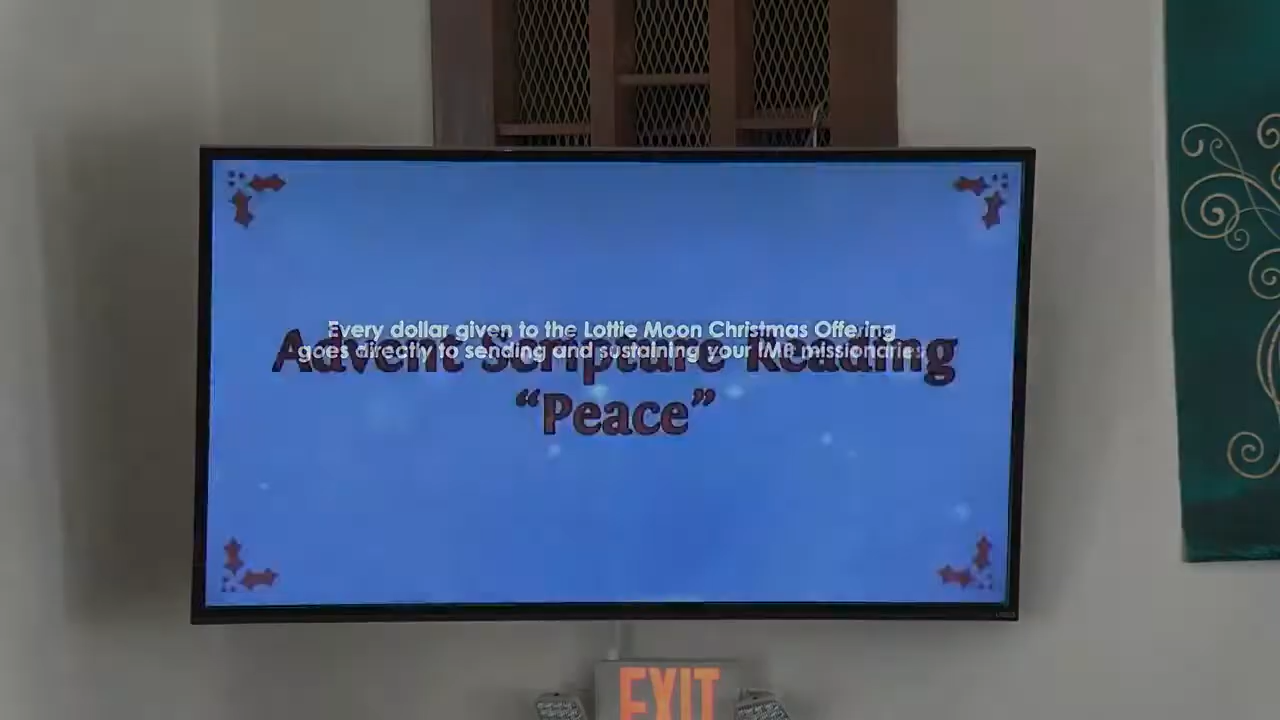 Every dollar given to the Lottie Moon Christmas Offering
goes directly to sending and sustaining your IMB missionaries.
Advent Scripture Reading
“Peace”
EXIT